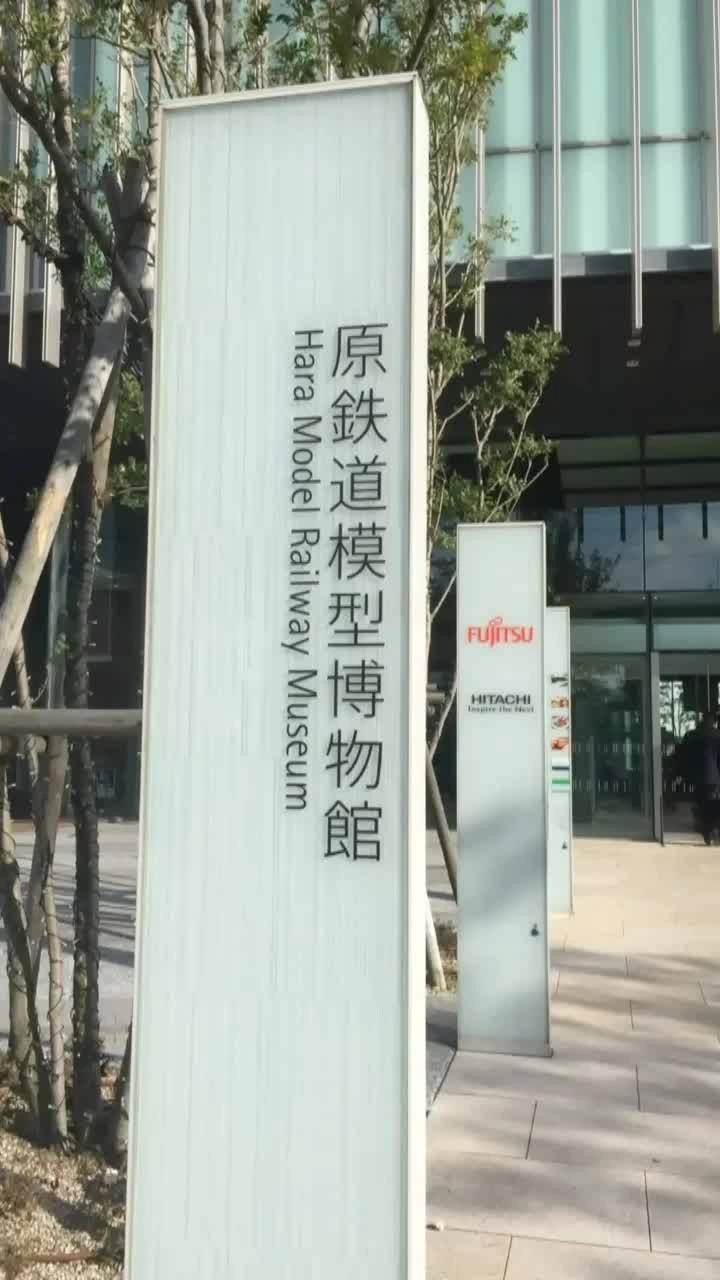 原鉄道模型博物館
Hara Model Railway Museum
FUJITSU
HITACHI
Inspire the Next